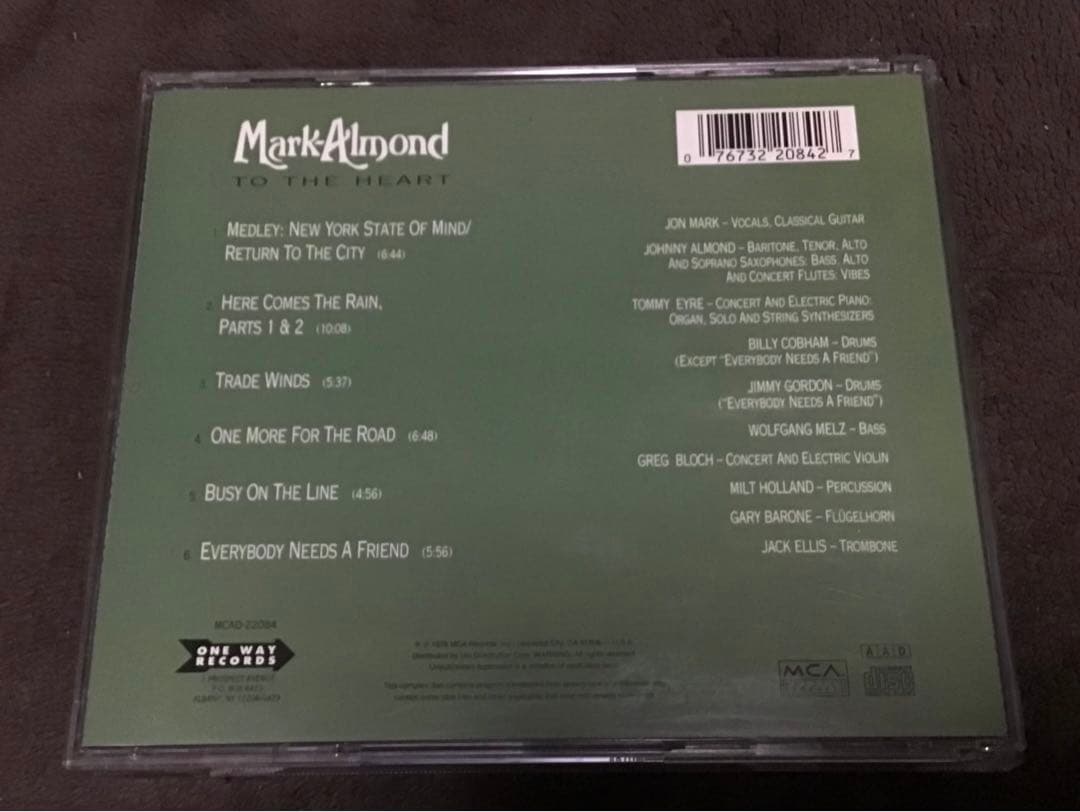 Mark-Almond
TO THE HEART
0 76732 20842 7
1. MEDLEY: NEW YORK STATE OF MIND/
RETURN TO THE CITY (6:44)
2. HERE COMES THE RAIN,
PARTS 1 & 2 (10:08)
3. TRADE WINDS (5:37)
4. ONE MORE FOR THE ROAD (6:48)
5. BUSY ON THE LINE (4:56)
6. EVERYBODY NEEDS A FRIEND (5:56)
JON MARK – VOCALS, CLASSICAL GUITAR
JOHNNY ALMOND – BARITONE, TENOR, ALTO
AND SOPRANO SAXOPHONES: BASS, ALTO
AND CONCERT FLUTES: VIBES
TOMMY EYRE – CONCERT AND ELECTRIC PIANO:
ORGAN, SOLO AND STRING SYNTHESIZERS
BILLY COBHAM – DRUMS
(EXCEPT "EVERYBODY NEEDS A FRIEND")
JIMMY GORDON – DRUMS
("EVERYBODY NEEDS A FRIEND")
WOLFGANG MELZ – BASS
GREG BLOCH – CONCERT AND ELECTRIC VIOLIN
MILT HOLLAND – PERCUSSION
GARY BARONE – FLÜGELHORN
JACK ELLIS – TROMBONE
MCAD-22084
ONE WAY
RECORDS
1 PROSPECT AVENUE
MCA
AAD